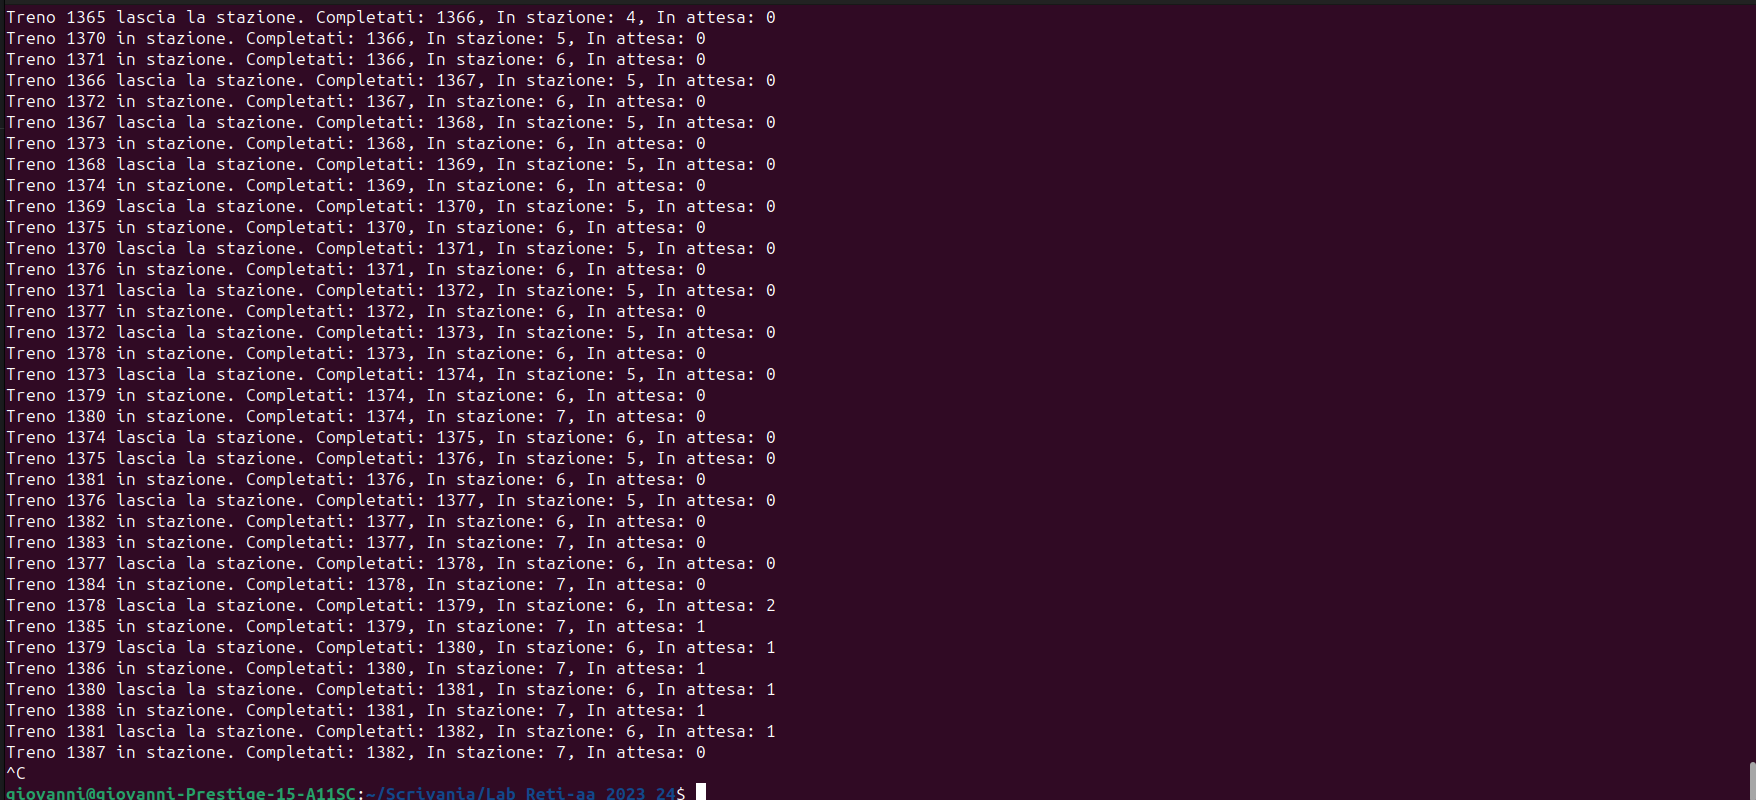 Treno 1365 lascia la stazione. Completati: 1366, In stazione: 4, In attesa: 0
Treno 1370 in stazione. Completati: 1366, In stazione: 5, In attesa: 0
Treno 1371 in stazione. Completati: 1366, In stazione: 6, In attesa: 0
Treno 1366 lascia la stazione. Completati: 1367, In stazione: 5, In attesa: 0
Treno 1372 in stazione. Completati: 1367, In stazione: 6, In attesa: 0
Treno 1367 lascia la stazione. Completati: 1368, In stazione: 5, In attesa: 0
Treno 1373 in stazione. Completati: 1368, In stazione: 6, In attesa: 0
Treno 1368 lascia la stazione. Completati: 1369, In stazione: 5, In attesa: 0
Treno 1374 in stazione. Completati: 1369, In stazione: 6, In attesa: 0
Treno 1369 lascia la stazione. Completati: 1370, In stazione: 5, In attesa: 0
Treno 1375 in stazione. Completati: 1370, In stazione: 6, In attesa: 0
Treno 1370 lascia la stazione. Completati: 1371, In stazione: 5, In attesa: 0
Treno 1376 in stazione. Completati: 1371, In stazione: 6, In attesa: 0
Treno 1371 lascia la stazione. Completati: 1372, In stazione: 5, In attesa: 0
Treno 1377 in stazione. Completati: 1372, In stazione: 6, In attesa: 0
Treno 1372 lascia la stazione. Completati: 1373, In stazione: 5, In attesa: 0
Treno 1378 in stazione. Completati: 1373, In stazione: 6, In attesa: 0
Treno 1373 lascia la stazione. Completati: 1374, In stazione: 5, In attesa: 0
Treno 1379 in stazione. Completati: 1374, In stazione: 6, In attesa: 0
Treno 1380 in stazione. Completati: 1374, In stazione: 7, In attesa: 0
Treno 1374 lascia la stazione. Completati: 1375, In stazione: 6, In attesa: 0
Treno 1375 lascia la stazione. Completati: 1376, In stazione: 5, In attesa: 0
Treno 1381 in stazione. Completati: 1376, In stazione: 6, In attesa: 0
Treno 1376 lascia la stazione. Completati: 1377, In stazione: 5, In attesa: 0
Treno 1382 in stazione. Completati: 1377, In stazione: 6, In attesa: 0
Treno 1383 in stazione. Completati: 1377, In stazione: 7, In attesa: 0
Treno 1377 lascia la stazione. Completati: 1378, In stazione: 6, In attesa: 0
Treno 1384 in stazione. Completati: 1378, In stazione: 7, In attesa: 0
Treno 1378 lascia la stazione. Completati: 1379, In stazione: 6, In attesa: 2
Treno 1385 in stazione. Completati: 1379, In stazione: 7, In attesa: 1
Treno 1379 lascia la stazione. Completati: 1380, In stazione: 6, In attesa: 1
Treno 1386 in stazione. Completati: 1380, In stazione: 7, In attesa: 1
Treno 1380 lascia la stazione. Completati: 1381, In stazione: 6, In attesa: 1
Treno 1388 in stazione. Completati: 1381, In stazione: 7, In attesa: 1
Treno 1381 lascia la stazione. Completati: 1382, In stazione: 6, In attesa: 1
Treno 1387 in stazione. Completati: 1382, In stazione: 7, In attesa: 0
^C
giovanni@giovanni-Prestige-15-A11SC:~/Scrivania/Lab_Reti-aa_2023_24$